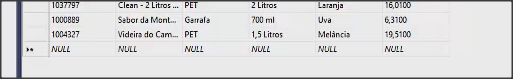 1037797 Clean - 2 Litros ... PET 2 Litros Laranja 16,0100
1000889 Sabor da Mont... Garrafa 700 ml Uva 6,3100
1004327 Videira do Cam... PET 1,5 Litros Melância 19,5100
NULL NULL NULL NULL NULL NULL